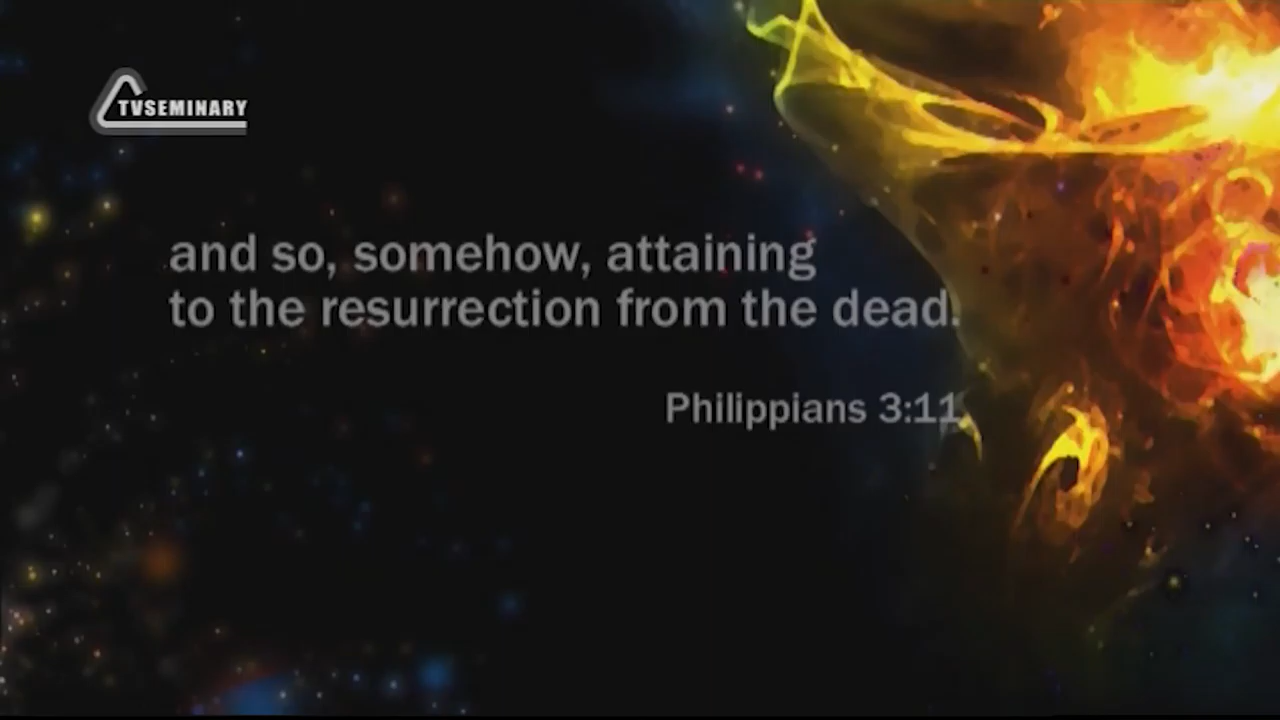 TVSEMINARY
and so, somehow, attaining
to the resurrection from the dead.
Philippians 3:11